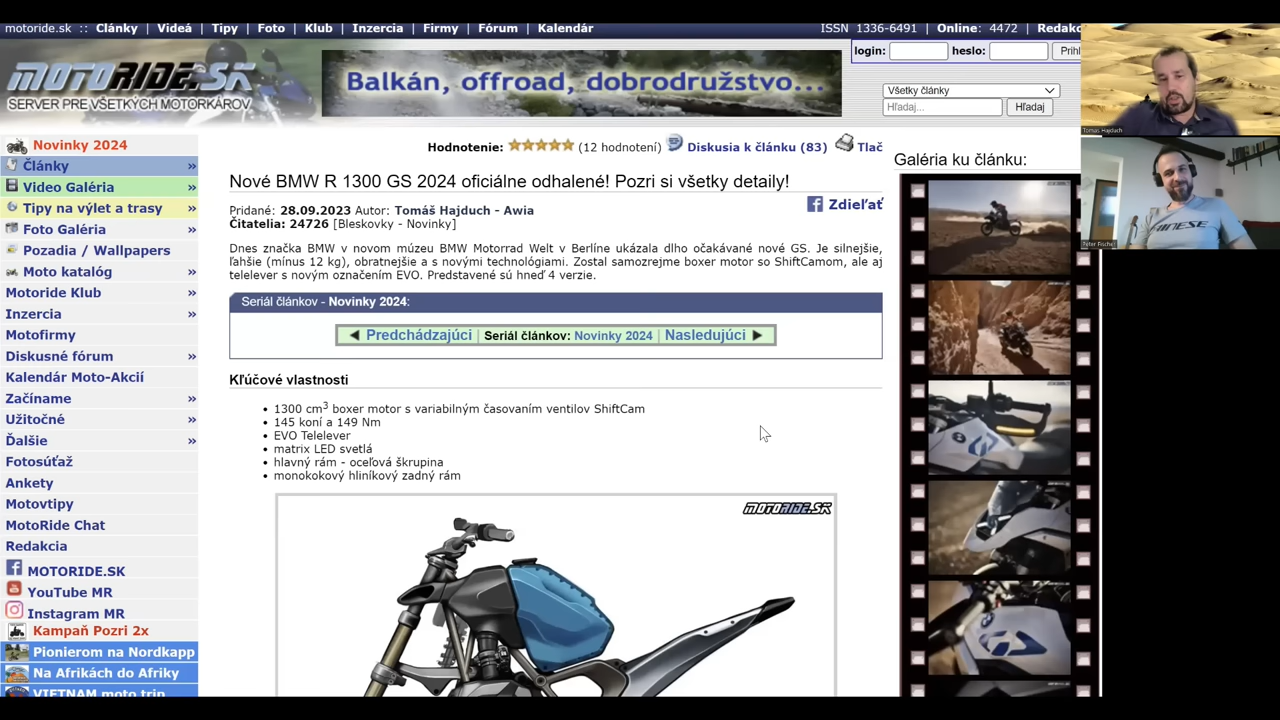 motoride.sk :: Články | Videá | Tipy | Foto | Klub | Inzercia | Firmy | Fórum | Kalendár
ISSN 1336-6491 | Online: 4472 | Redakc
MOTORIDE.SK
SERVER PRE VŠETKÝCH MOTORKÁROV
Balkán, offroad, dobrodružstvo...
login: heslo: Prihl
Všetky články
Hľadaj... Hľadaj
Tomas Hajduch
Peter Fischer
Novinky 2024
Články »
Video Galéria »
Tipy na výlet a trasy »
Foto Galéria »
Pozadia / Wallpapers
Moto katalóg »
Motoride Klub »
Inzercia »
Motofirmy
Diskusné fórum »
Kalendár Moto-Akcií
Začíname »
Užitočné »
Ďalšie »
Fotosúťaž
Ankety
Motovtipy
MotoRide Chat
Redakcia
MOTORIDE.SK
YouTube MR
Instagram MR
Kampaň Pozri 2x
Pionierom na Nordkapp
Na Afrikách do Afriky
VIETNAM moto trip
Hodnotenie: (12 hodnotení) Diskusia k článku (83) Tlač
Nové BMW R 1300 GS 2024 oficiálne odhalené! Pozri si všetky detaily!
Pridané: 28.09.2023 Autor: Tomáš Hajduch - Awia
Čitatelia: 24726 [Bleskovky - Novinky]
Zdieľať
Dnes značka BMW v novom múzeu BMW Motorrad Welt v Berlíne ukázala dlho očakávané nové GS. Je silnejšie,
ľahšie (mínus 12 kg), obratnejšie a s novými technológiami. Zostal samozrejme boxer motor so ShiftCamom, ale aj
telelever s novým označením EVO. Predstavené sú hneď 4 verzie.
Seriál článkov - Novinky 2024:
◄ Predchádzajúci | Seriál článkov: Novinky 2024 | Nasledujúci ►
Kľúčové vlastnosti
• 1300 cm3 boxer motor s variabilným časovaním ventilov ShiftCam
• 145 koní a 149 Nm
• EVO Telelever
• matrix LED svetlá
• hlavný rám - oceľová škrupina
• monokokový hliníkový zadný rám
MOTORIDE.SK
Galéria ku článku: